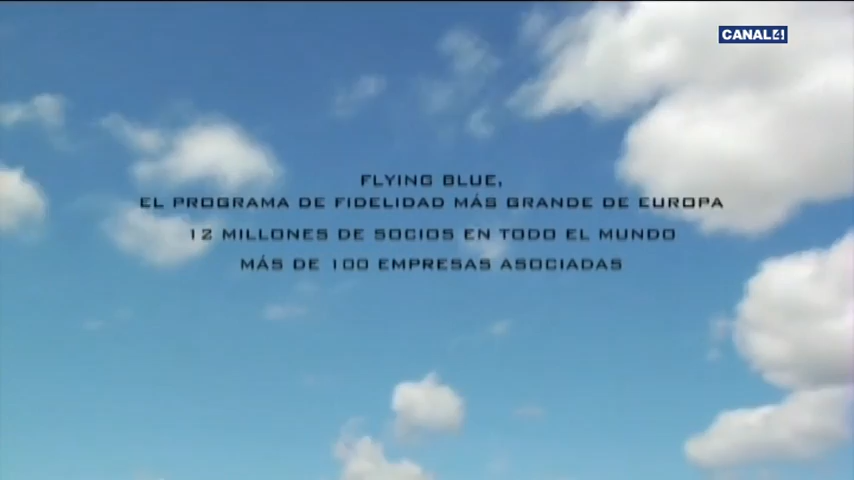 CANAL4
FLYING BLUE,
EL PROGRAMA DE FIDELIDAD MÁS GRANDE DE EUROPA
12 MILLONES DE SOCIOS EN TODO EL MUNDO
MÁS DE 100 EMPRESAS ASOCIADAS